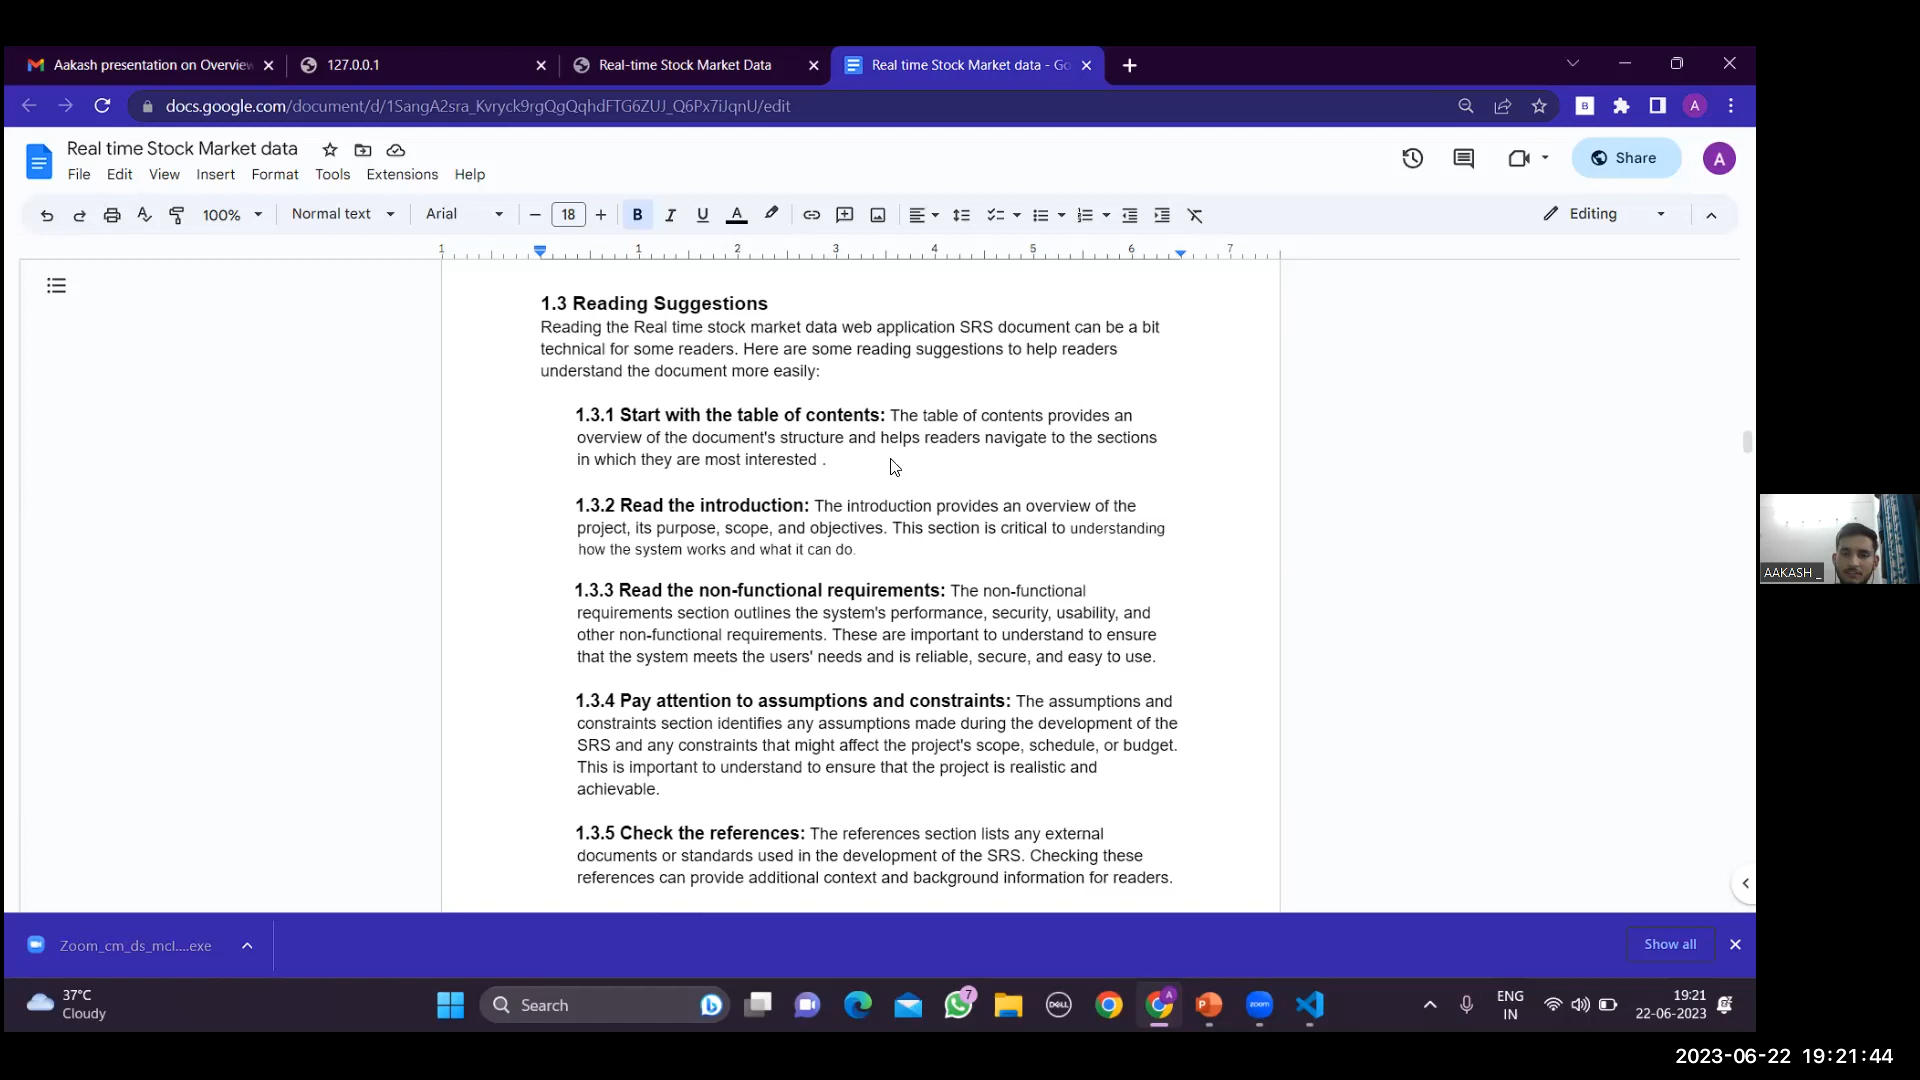 Aakash presentation on Overview
127.0.0.1
Real-time Stock Market Data
Real time Stock Market data - Go
docs.google.com/document/d/1SangA2sra_Kvryck9rgQgQqhdFTG6ZUJ_Q6Px7iJqnU/edit
B
A
Real time Stock Market data
File Edit View Insert Format Tools Extensions Help
Share
A
100% Normal text Arial 18 B I U A Editing
1 1 2 3 4 5 6 7
1.3 Reading Suggestions
Reading the Real time stock market data web application SRS document can be a bit
technical for some readers. Here are some reading suggestions to help readers
understand the document more easily:
1.3.1 Start with the table of contents: The table of contents provides an
overview of the document's structure and helps readers navigate to the sections
in which they are most interested .
1.3.2 Read the introduction: The introduction provides an overview of the
project, its purpose, scope, and objectives. This section is critical to understanding
how the system works and what it can do.
1.3.3 Read the non-functional requirements: The non-functional
requirements section outlines the system's performance, security, usability, and
other non-functional requirements. These are important to understand to ensure
that the system meets the users' needs and is reliable, secure, and easy to use.
1.3.4 Pay attention to assumptions and constraints: The assumptions and
constraints section identifies any assumptions made during the development of the
SRS and any constraints that might affect the project's scope, schedule, or budget.
This is important to understand to ensure that the project is realistic and
achievable.
1.3.5 Check the references: The references section lists any external
documents or standards used in the development of the SRS. Checking these
references can provide additional context and background information for readers.
AAKASH _
Zoom_cm_ds_mcl....exe
Show all
37°C
Cloudy
Search
7
DELL
A
zoom
ENG
IN
19:21
22-06-2023
2023-06-22 19:21:44